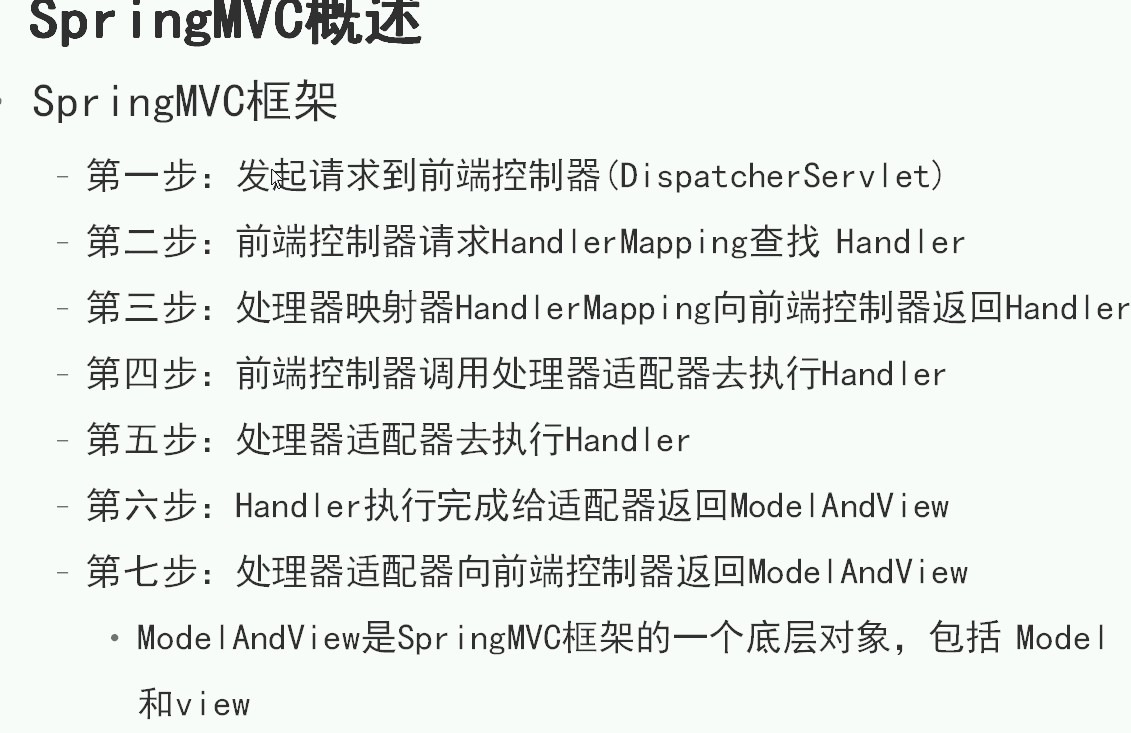 SpringMVC概述
SpringMVC框架
第一步：发起请求到前端控制器(DispatcherServlet)
第二步：前端控制器请求HandlerMapping查找 Handler
第三步：处理器映射器HandlerMapping向前端控制器返回Handler
第四步：前端控制器调用处理器适配器去执行Handler
第五步：处理器适配器去执行Handler
第六步：Handler执行完成给适配器返回ModelAndView
第七步：处理器适配器向前端控制器返回ModelAndView
ModelAndView是SpringMVC框架的一个底层对象，包括 Model
和view